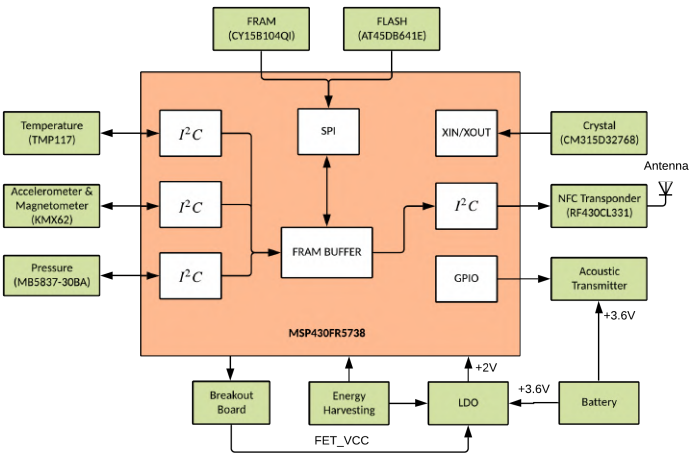 FRAM
(CY15B104QI)
FLASH
(AT45DB641E)
Temperature
(TMP117)
I²C
SPI
XIN/XOUT
Crystal
(CM315D32768)
Antenna
Accelerometer &
Magnetometer
(KMX62)
I²C
I²C
NFC Transponder
(RF430CL331)
Pressure
(MB5837-30BA)
I²C
FRAM BUFFER
GPIO
Acoustic
Transmitter
+3.6V
MSP430FR5738
+2V
+3.6V
Breakout
Board
Energy
Harvesting
LDO
Battery
FET_VCC